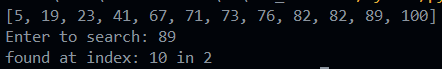 [5, 19, 23, 41, 67, 71, 73, 76, 82, 82, 89, 100]
Enter to search: 89
found at index: 10 in 2